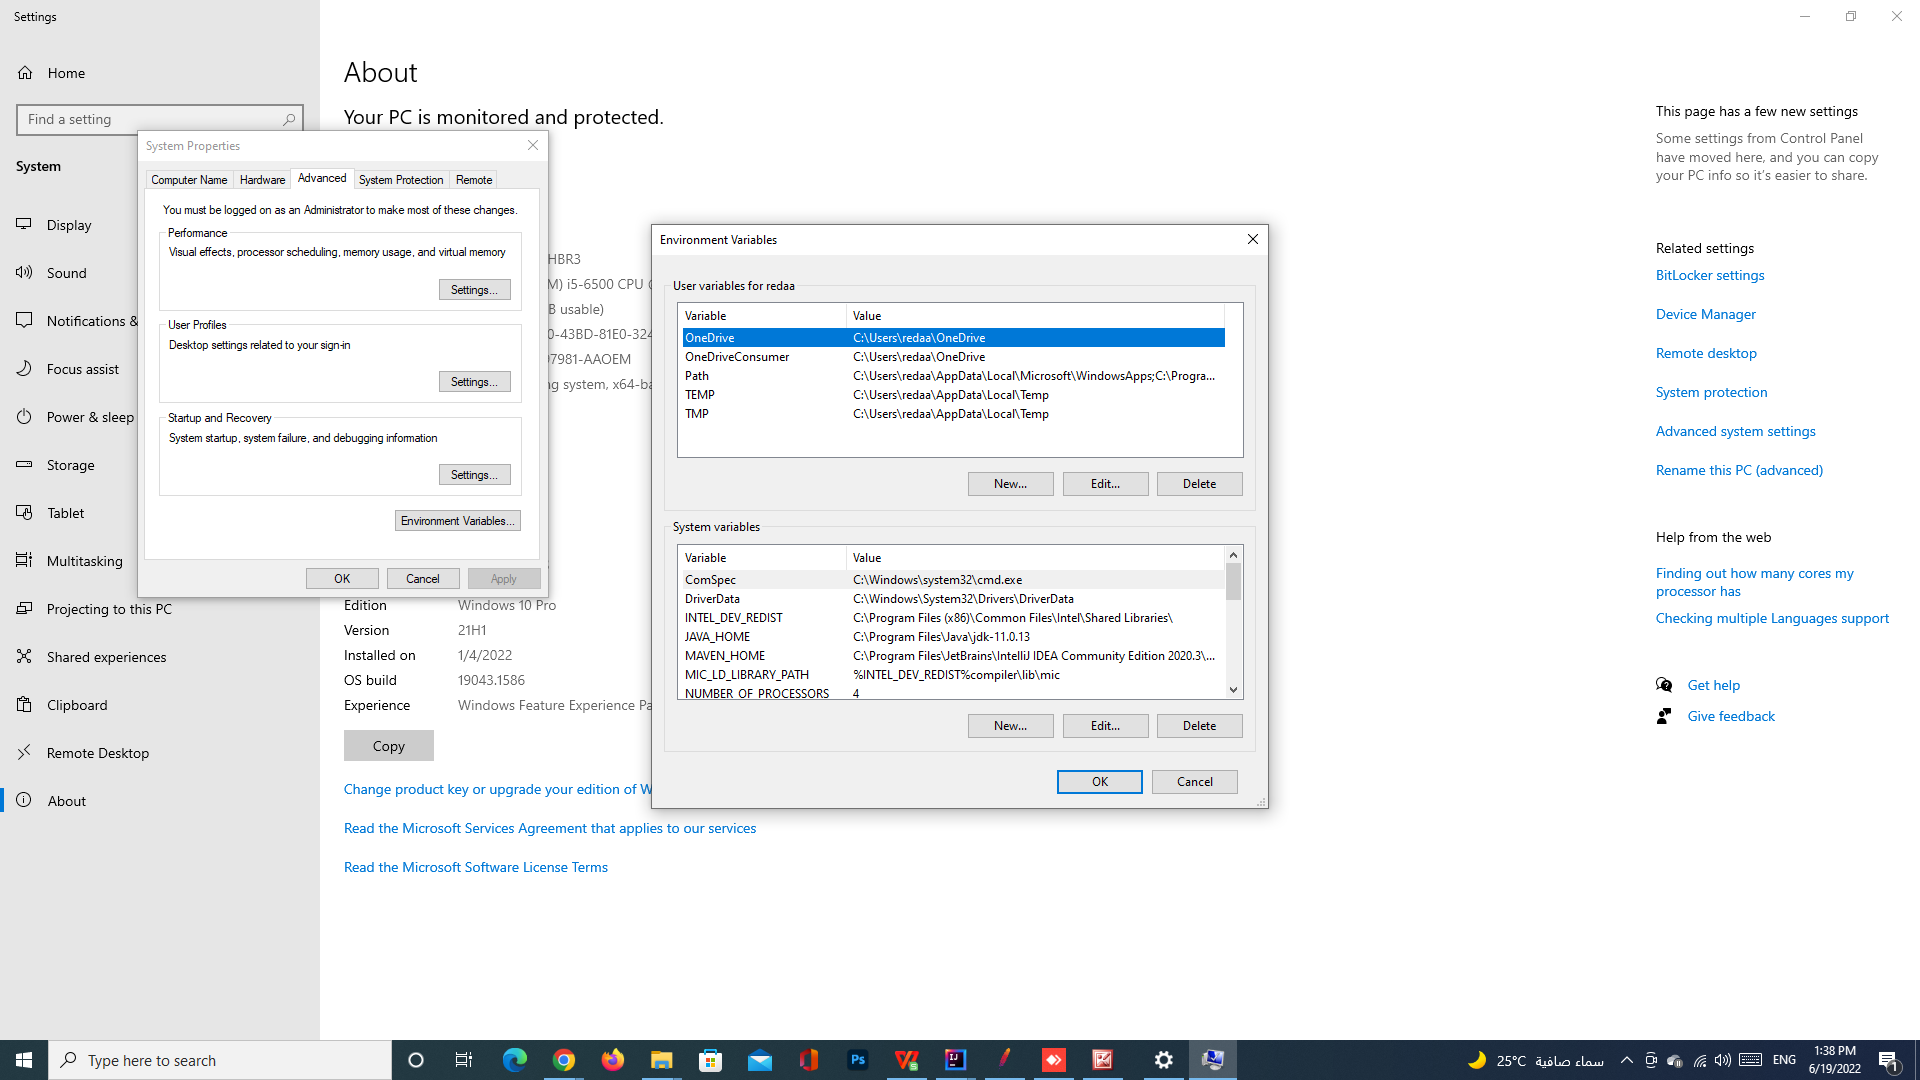 Settings
Home
Find a setting
System
Display
Sound
Notifications &
Focus assist
Power & sleep
Storage
Tablet
Multitasking
Projecting to this PC
Shared experiences
Clipboard
Remote Desktop
About
About
Your PC is monitored and protected.
HBR3
M) i5-6500 CPU
B usable)
0-43BD-81E0-324
97981-AAOEM
ng system, x64-ba
Edition Windows 10 Pro
Version 21H1
Installed on 1/4/2022
OS build 19043.1586
Experience Windows Feature Experience Pa
Copy
Change product key or upgrade your edition of W
Read the Microsoft Services Agreement that applies to our services
Read the Microsoft Software License Terms
System Properties
Computer Name Hardware Advanced System Protection Remote
You must be logged on as an Administrator to make most of these changes.
Performance
Visual effects, processor scheduling, memory usage, and virtual memory
Settings...
User Profiles
Desktop settings related to your sign-in
Settings...
Startup and Recovery
System startup, system failure, and debugging information
Settings...
Environment Variables...
OK Cancel Apply
Environment Variables
User variables for redaa
Variable Value
OneDrive C:\Users\redaa\OneDrive
OneDriveConsumer C:\Users\redaa\OneDrive
Path C:\Users\redaa\AppData\Local\Microsoft\WindowsApps;C:\Progra...
TEMP C:\Users\redaa\AppData\Local\Temp
TMP C:\Users\redaa\AppData\Local\Temp
New... Edit... Delete
System variables
Variable Value
ComSpec C:\Windows\system32\cmd.exe
DriverData C:\Windows\System32\Drivers\DriverData
INTEL_DEV_REDIST C:\Program Files (x86)\Common Files\Intel\Shared Libraries\
JAVA_HOME C:\Program Files\Java\jdk-11.0.13
MAVEN_HOME C:\Program Files\JetBrains\IntelliJ IDEA Community Edition 2020.3\...
MIC_LD_LIBRARY_PATH %INTEL_DEV_REDIST%compiler\lib\mic
NUMBER_OF_PROCESSORS 4
New... Edit... Delete
OK Cancel
This page has a few new settings
Some settings from Control Panel
have moved here, and you can copy
your PC info so it's easier to share.
Related settings
BitLocker settings
Device Manager
Remote desktop
System protection
Advanced system settings
Rename this PC (advanced)
Help from the web
Finding out how many cores my
processor has
Checking multiple Languages support
Get help
Give feedback
Type here to search
Ps
IJ
25°C سماء صافية
ENG
1:38 PM
6/19/2022
1